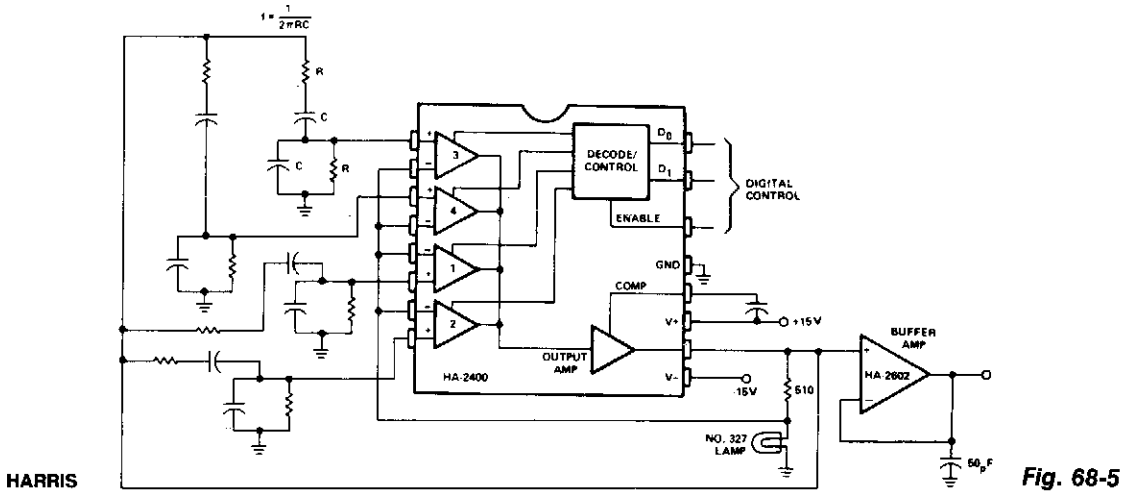 f = 1/2πRC
R
C
C
R
+
3
−
+
4
−
−
1
+
−
2
+
DECODE/
CONTROL
D0
D1
ENABLE
DIGITAL
CONTROL
GND
COMP
V+
+15V
OUTPUT
AMP
HA-2400
V−
-15V
510
NO. 327
LAMP
BUFFER
AMP
+
HA-2602
−
50pF
HARRIS
Fig. 68-5